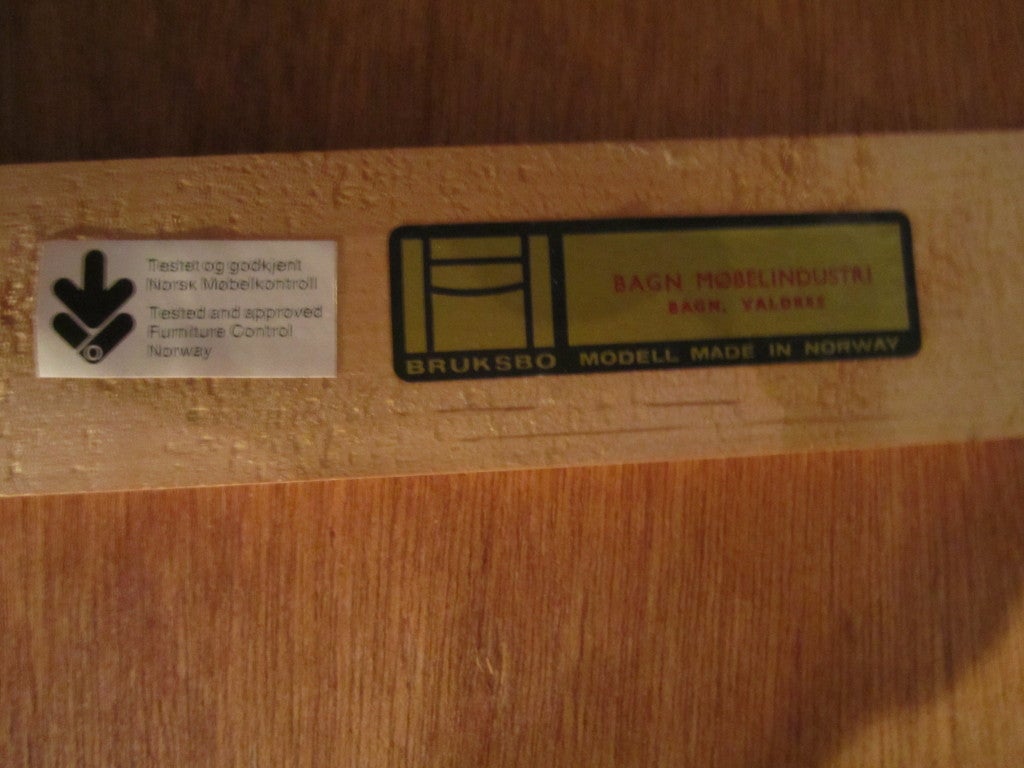 Testet og godkjent
Norsk Møbelkontroll
Tested and approved
Furniture Control
Norway
BAGN MØBELINDUSTRI
BAGN, VALDRES
BRUKSBO MODELL MADE IN NORWAY